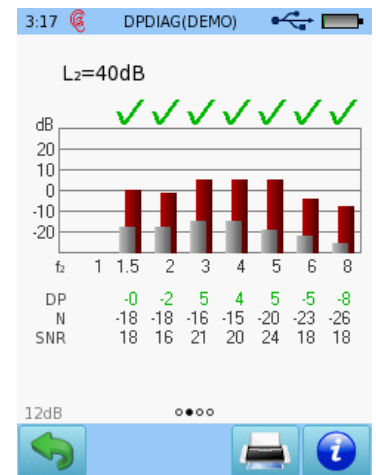 3:17 DPDIAG(DEMO)
L₂=40dB
dB
20
10
0
-10
-20
f₂ 1 1.5 2 3 4 5 6 8
DP -0 -2 5 4 5 -5 -8
N -18 -18 -16 -15 -20 -23 -26
SNR 18 16 21 20 24 18 18
12dB
i